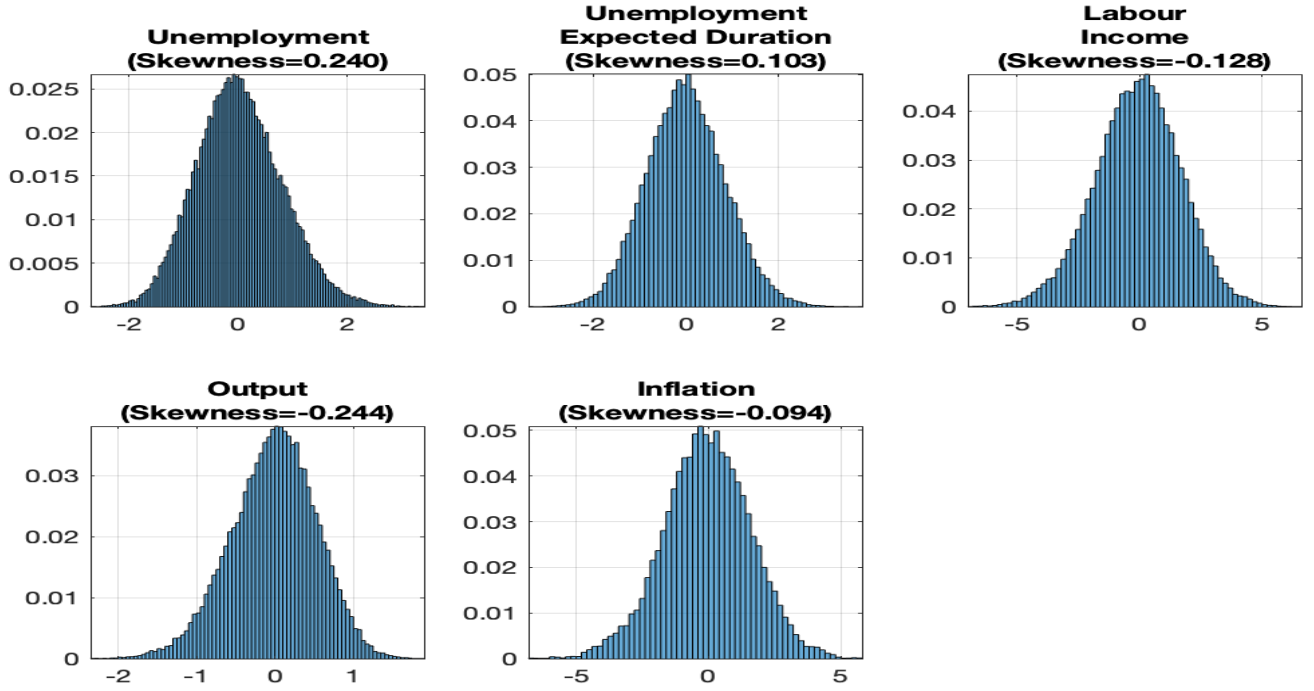 Unemployment
(Skewness=0.240)
0.025
0.02
0.015
0.01
0.005
0
-2 0 2
Unemployment
Expected Duration
(Skewness=0.103)
0.05
0.04
0.03
0.02
0.01
0
-2 0 2
Labour
Income
(Skewness=-0.128)
0.04
0.03
0.02
0.01
0
-5 0 5
Output
(Skewness=-0.244)
0.03
0.02
0.01
0
-2 -1 0 1
Inflation
(Skewness=-0.094)
0.05
0.04
0.03
0.02
0.01
0
-5 0 5